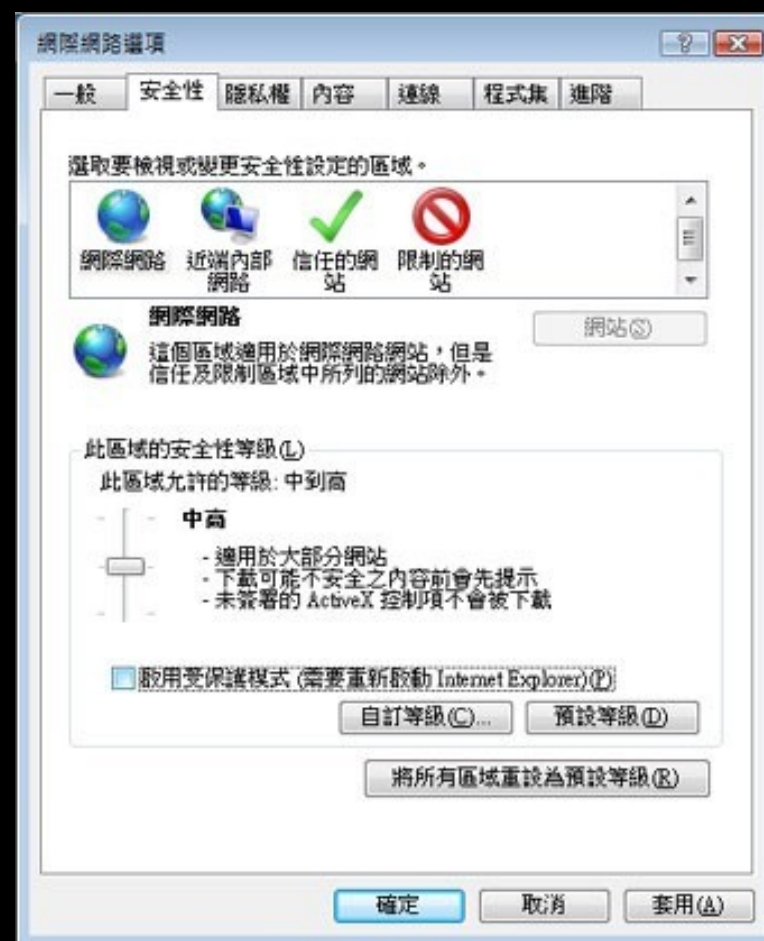 網際網路選項
一般 安全性 隱私權 內容 連線 程式集 進階
選取要檢視或變更安全性設定的區域。
網際網路 近端內部網路 信任的網站 限制的網站
網際網路
網站(S)
這個區域適用於網際網路網站，但是
信任及限制區域中所列的網站除外。
此區域的安全性等級(L)
此區域允許的等級: 中到高
中高
- 適用於大部分網站
- 下載可能不安全之內容前會先提示
- 未簽署的 ActiveX 控制項不會被下載
啟用受保護模式 (需要重新啟動 Internet Explorer)(P)
自訂等級(C)... 預設等級(D)
將所有區域重設為預設等級(R)
確定 取消 套用(A)